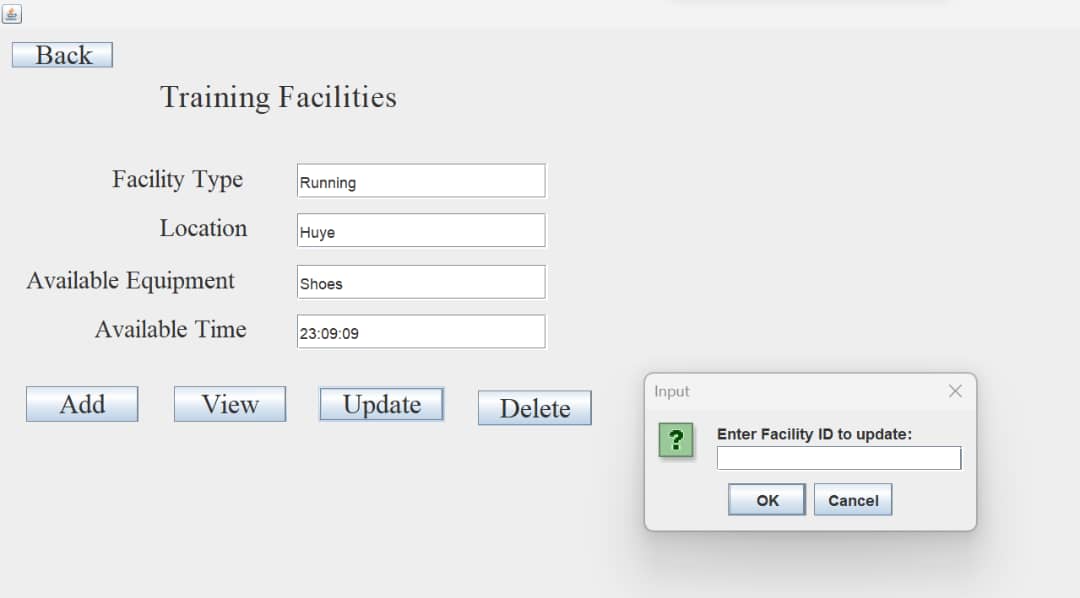 Back
Training Facilities
Facility Type Running
Location Huye
Available Equipment Shoes
Available Time 23:09:09
Add View Update Delete
Input
? Enter Facility ID to update:
OK Cancel